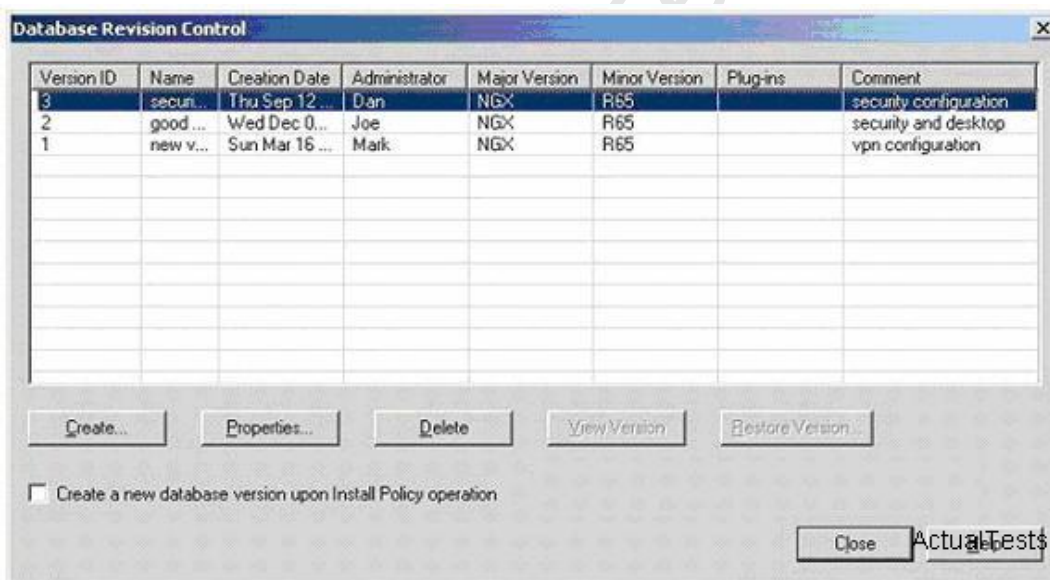 Database Revision Control
Version ID Name Creation Date Administrator Major Version Minor Version Plug-ins Comment
3 securi... Thu Sep 12 ... Dan NGX R65 security configuration
2 good ... Wed Dec 0... Joe NGX R65 security and desktop
1 new v... Sun Mar 16 ... Mark NGX R65 vpn configuration
Create... Properties... Delete View Version Restore Version...
Create a new database version upon Install Policy operation
Close ActualTests